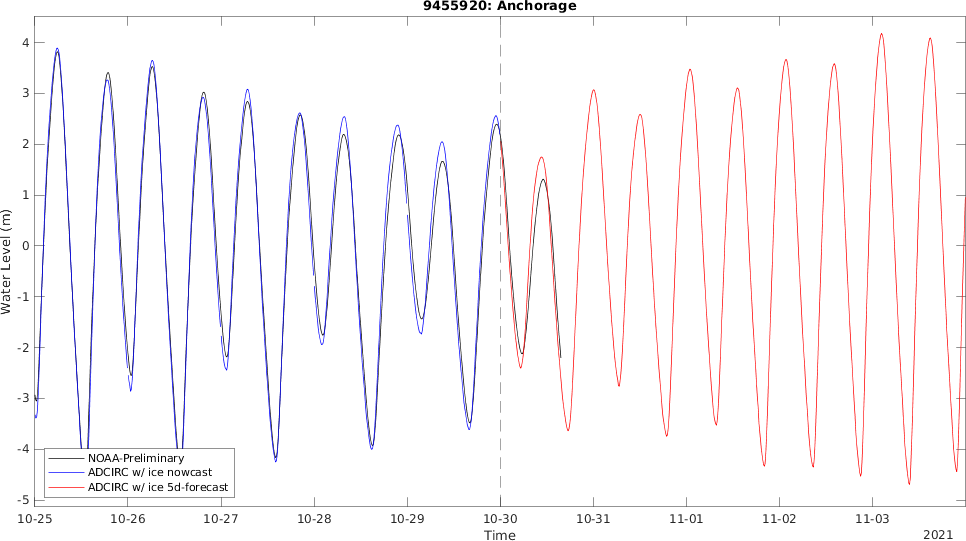 9455920: Anchorage
Water Level (m)
4
3
2
1
0
-1
-2
-3
-4
-5
NOAA-Preliminary
ADCIRC w/ ice nowcast
ADCIRC w/ ice 5d-forecast
10-25 10-26 10-27 10-28 10-29 10-30 10-31 11-01 11-02 11-03
Time
2021